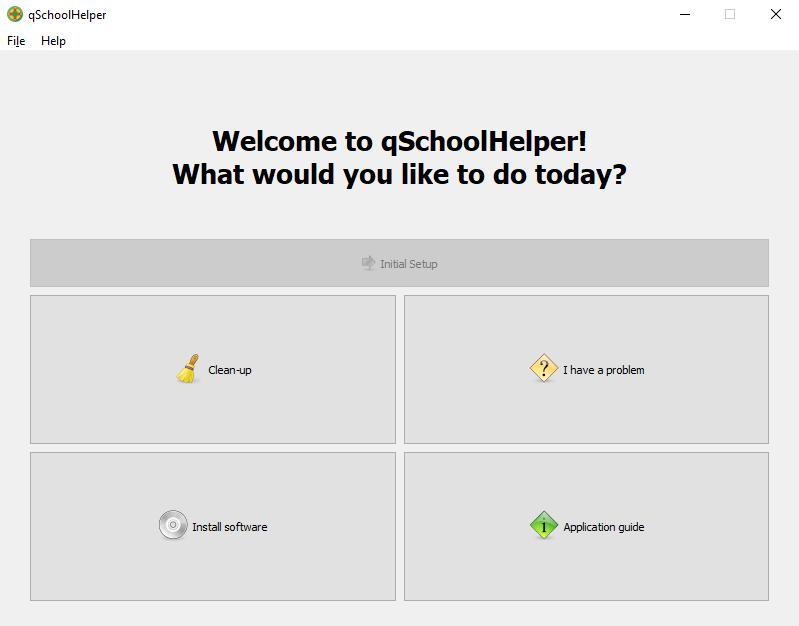 qSchoolHelper
File Help
Welcome to qSchoolHelper!
What would you like to do today?
Initial Setup
Clean-up
I have a problem
Install software
Application guide